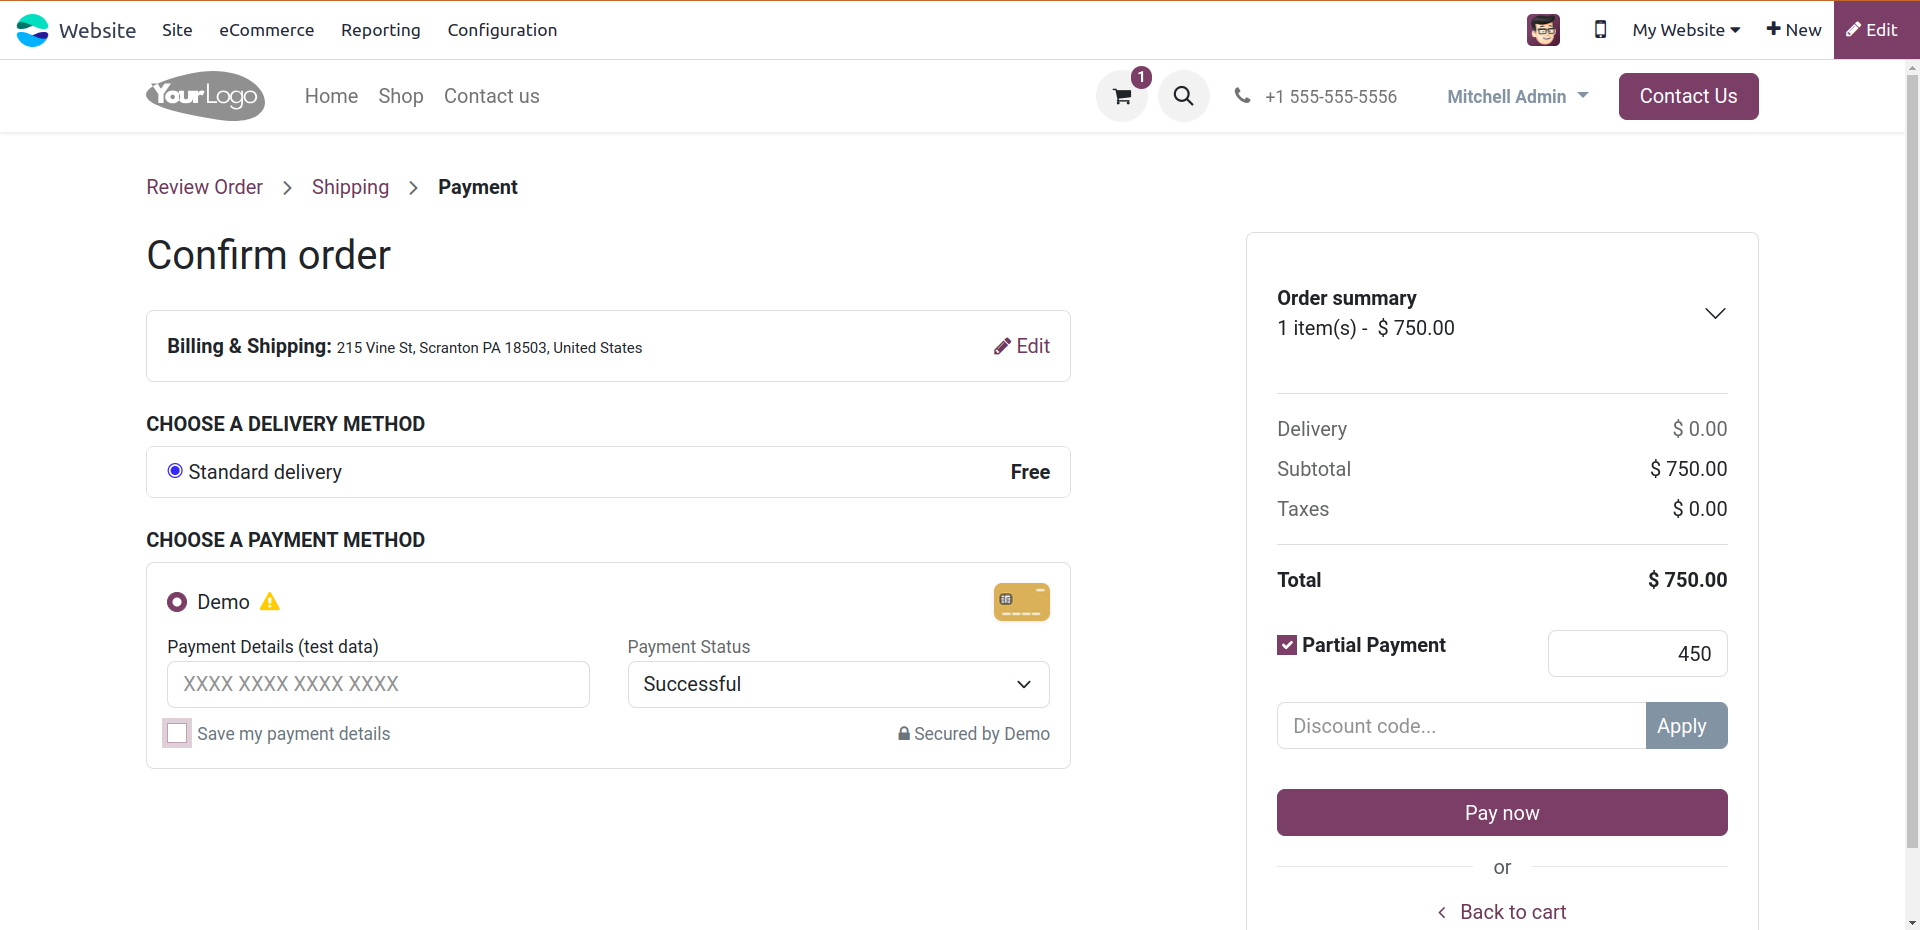 Website Site eCommerce Reporting Configuration My Website New Edit
YourLogo Home Shop Contact us 1 +1 555-555-5556 Mitchell Admin Contact Us
Review Order Shipping Payment
Confirm order
Billing & Shipping: 215 Vine St, Scranton PA 18503, United States Edit
CHOOSE A DELIVERY METHOD
Standard delivery Free
CHOOSE A PAYMENT METHOD
Demo
Payment Details (test data) Payment Status
XXXX XXXX XXXX XXXX Successful
Save my payment details Secured by Demo
Order summary
1 item(s) - $ 750.00
Delivery $ 0.00
Subtotal $ 750.00
Taxes $ 0.00
Total $ 750.00
Partial Payment 450
Discount code... Apply
Pay now
or
Back to cart